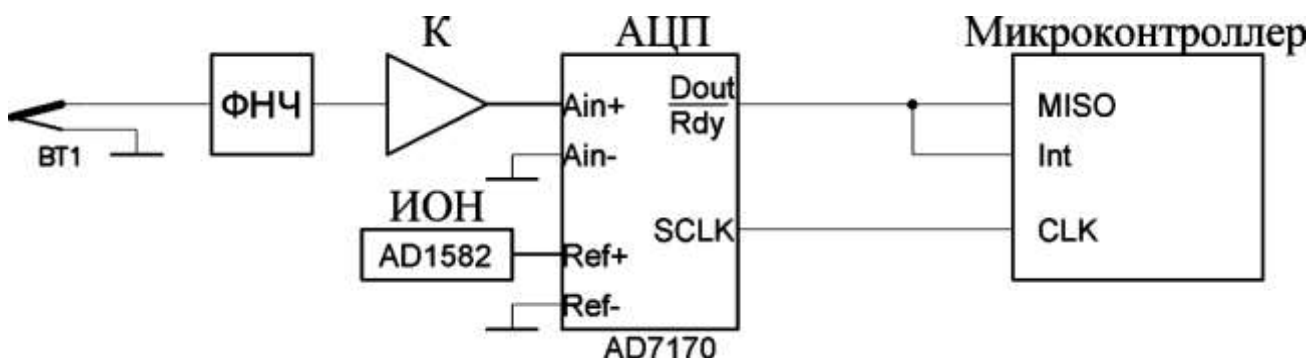 К
АЦП
Микроконтроллер
ФНЧ
Ain+
Dout
Rdy
MISO
BT1
Ain-
Int
ИОН
AD1582
Ref+
SCLK
CLK
Ref-
AD7170